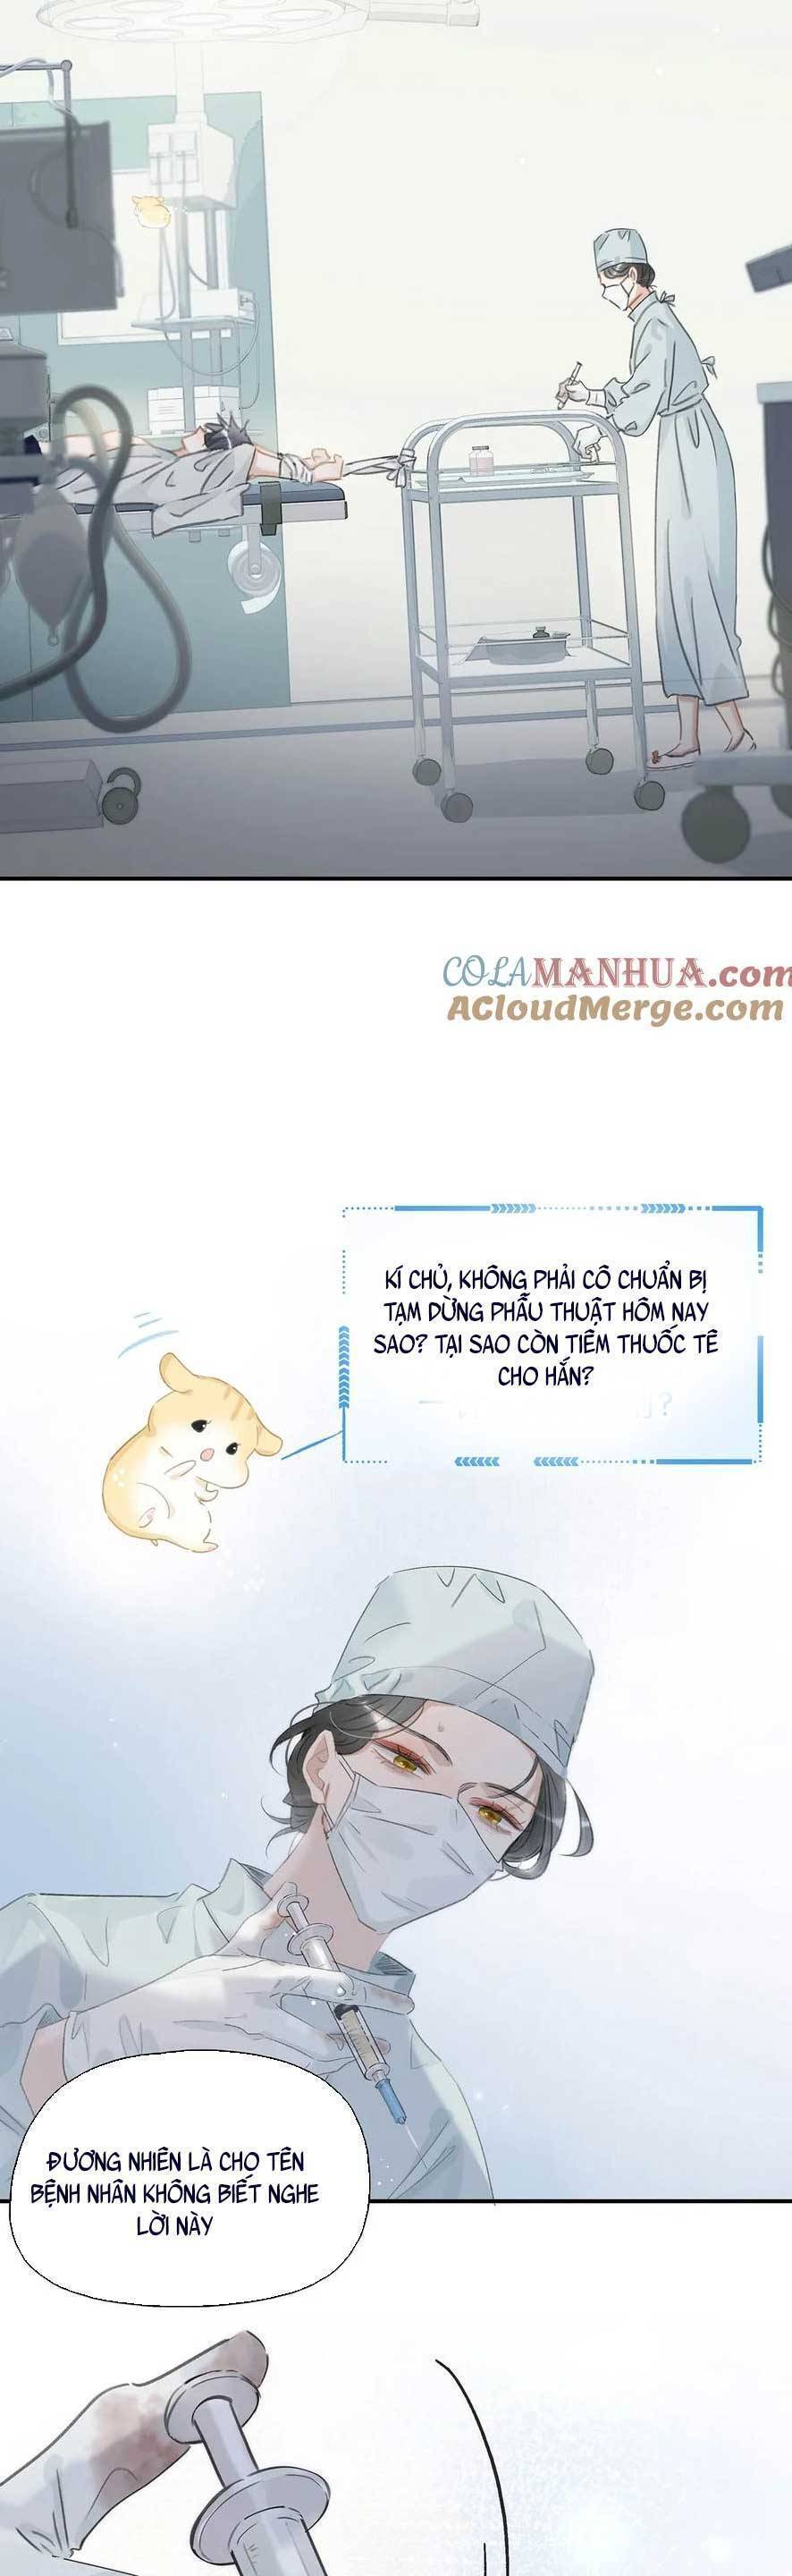 COLAMANHUA.com
ACloudMerge.com
KÍ CHỦ, KHÔNG PHẢI CÔ CHUẨN BỊ
TẠM DỪNG PHẪU THUẬT HÔM NAY
SAO? TẠI SAO CÒN TIÊM THUỐC TÊ
CHO HẮN?
ĐƯƠNG NHIÊN LÀ CHO TÊN
BỆNH NHÂN KHÔNG BIẾT NGHE
LỜI NÀY